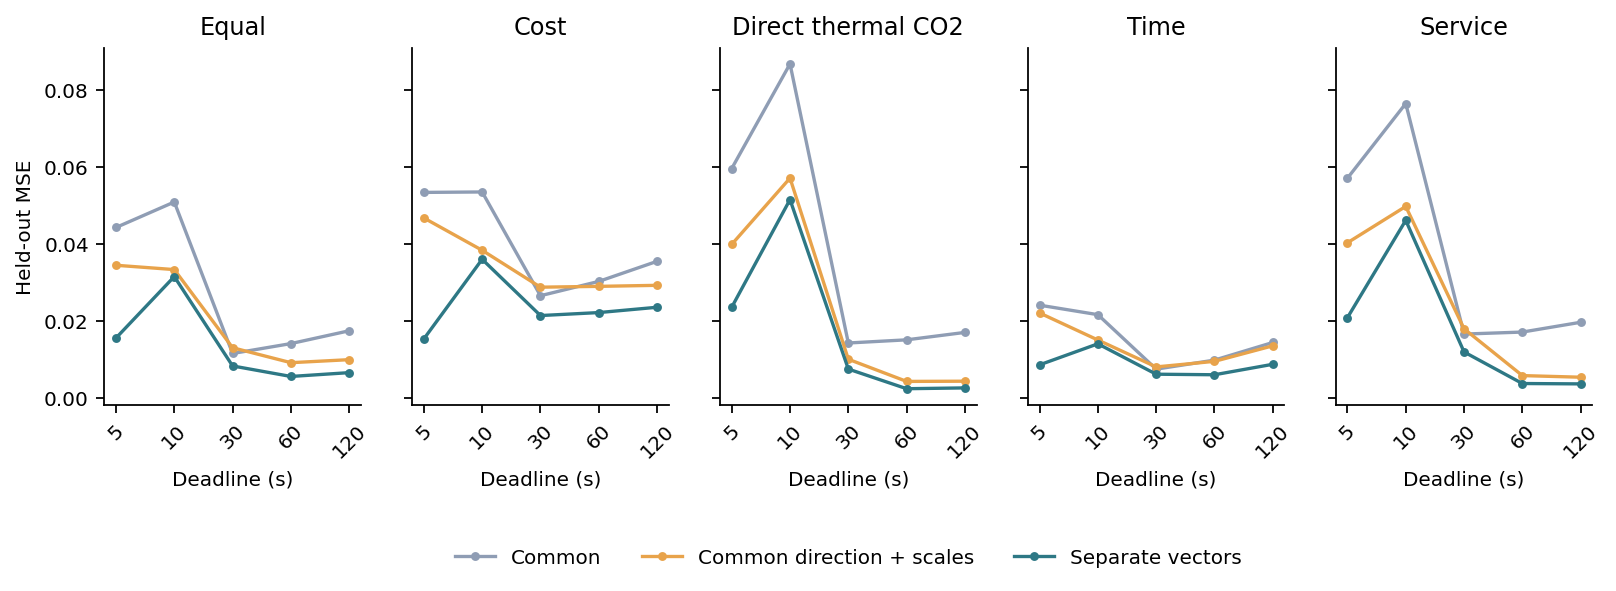 Equal
Cost
Direct thermal CO2
Time
Service
Held-out MSE
0.08
0.06
0.04
0.02
0.00
5 10 30 60 120
5 10 30 60 120
5 10 30 60 120
5 10 30 60 120
5 10 30 60 120
Deadline (s)
Deadline (s)
Deadline (s)
Deadline (s)
Deadline (s)
Common
Common direction + scales
Separate vectors